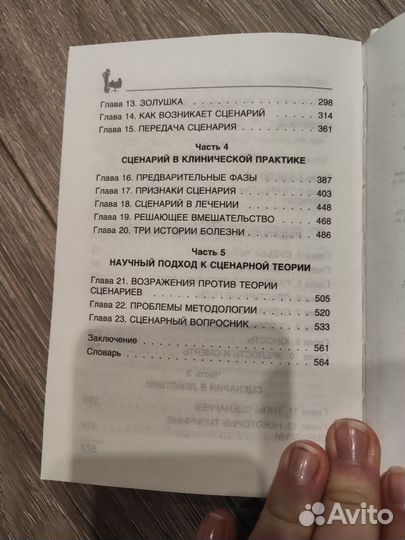 Глава 13. ЗОЛУШКА 298
Глава 14. КАК ВОЗНИКАЕТ СЦЕНАРИЙ 314
Глава 15. ПЕРЕДАЧА СЦЕНАРИЯ 361
Часть 4
СЦЕНАРИЙ В КЛИНИЧЕСКОЙ ПРАКТИКЕ
Глава 16. ПРЕДВАРИТЕЛЬНЫЕ ФАЗЫ 387
Глава 17. ПРИЗНАКИ СЦЕНАРИЯ 403
Глава 18. СЦЕНАРИЙ В ЛЕЧЕНИИ 448
Глава 19. РЕШАЮЩЕЕ ВМЕШАТЕЛЬСТВО 468
Глава 20. ТРИ ИСТОРИИ БОЛЕЗНИ 486
Часть 5
НАУЧНЫЙ ПОДХОД К СЦЕНАРНОЙ ТЕОРИИ
Глава 21. ВОЗРАЖЕНИЯ ПРОТИВ ТЕОРИИ
СЦЕНАРИЕВ 505
Глава 22. ПРОБЛЕМЫ МЕТОДОЛОГИИ 520
Глава 23. СЦЕНАРНЫЙ ВОПРОСНИК 533
Заключение 561
Словарь 564
Avito